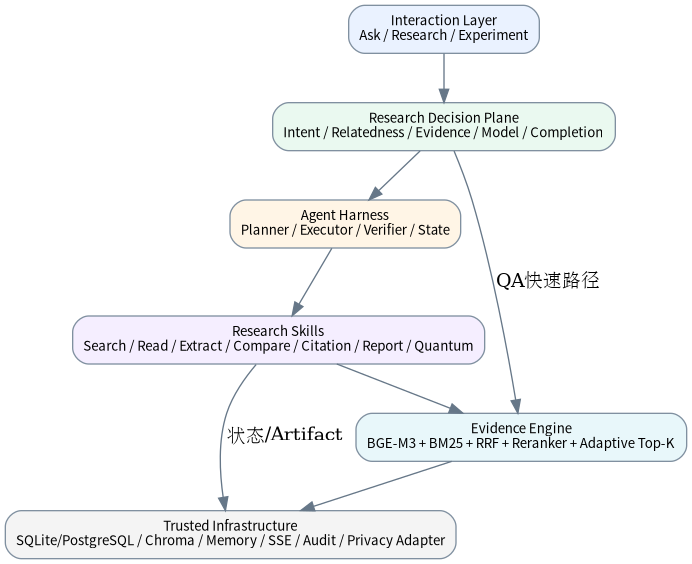 Interaction Layer
Ask / Research / Experiment
Research Decision Plane
Intent / Relatedness / Evidence / Model / Completion
Agent Harness
Planner / Executor / Verifier / State
QA快速路径
Research Skills
Search / Read / Extract / Compare / Citation / Report / Quantum
状态/Artifact
Evidence Engine
BGE-M3 + BM25 + RRF + Reranker + Adaptive Top-K
Trusted Infrastructure
SQLite/PostgreSQL / Chroma / Memory / SSE / Audit / Privacy Adapter